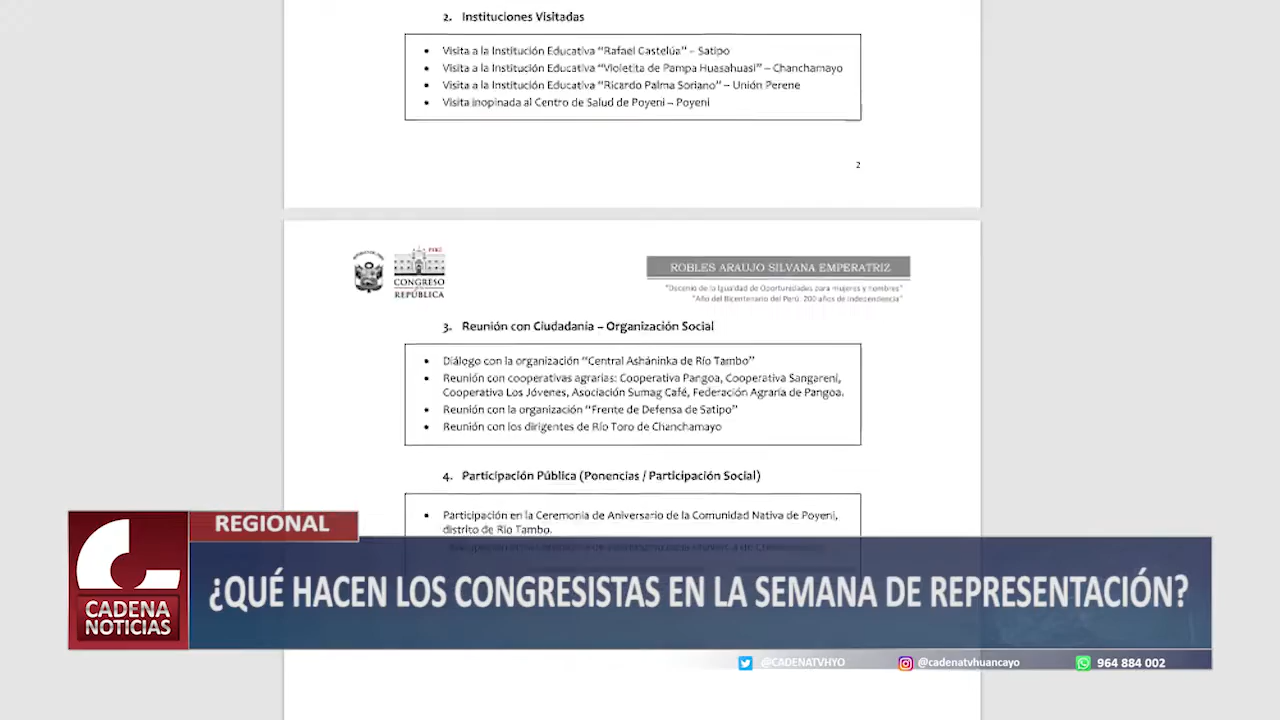 2. Instituciones Visitadas
• Visita a la Institución Educativa "Rafael Castelúa" – Satipo
• Visita a la Institución Educativa "Violetita de Pampa Huasahuasi" – Chanchamayo
• Visita a la Institución Educativa "Ricardo Palma Soriano" – Unión Perene
• Visita inopinada al Centro de Salud de Poyeni – Poyeni
2
PERÚ
CONGRESO
REPÚBLICA
ROBLES ARAUJO SILVANA EMPERATRIZ
"Decenio de la Igualdad de Oportunidades para mujeres y hombres"
"Año del Bicentenario del Perú: 200 años de Independencia"
3. Reunión con Ciudadanía – Organización Social
• Diálogo con la organización "Central Asháninka de Río Tambo"
• Reunión con cooperativas agrarias: Cooperativa Pangoa, Cooperativa Sangareni,
Cooperativa Los Jóvenes, Asociación Sumag Café, Federación Agraria de Pangoa.
• Reunión con la organización "Frente de Defensa de Satipo"
• Reunión con los dirigentes de Río Toro de Chanchamayo
4. Participación Pública (Ponencias / Participación Social)
• Participación en la Ceremonia de Aniversario de la Comunidad Nativa de Poyeni,
distrito de Río Tambo.
REGIONAL
¿QUÉ HACEN LOS CONGRESISTAS EN LA SEMANA DE REPRESENTACIÓN?
CADENA
NOTICIAS
@CADENATVHYO
@cadenatvhuancayo
964 884 002